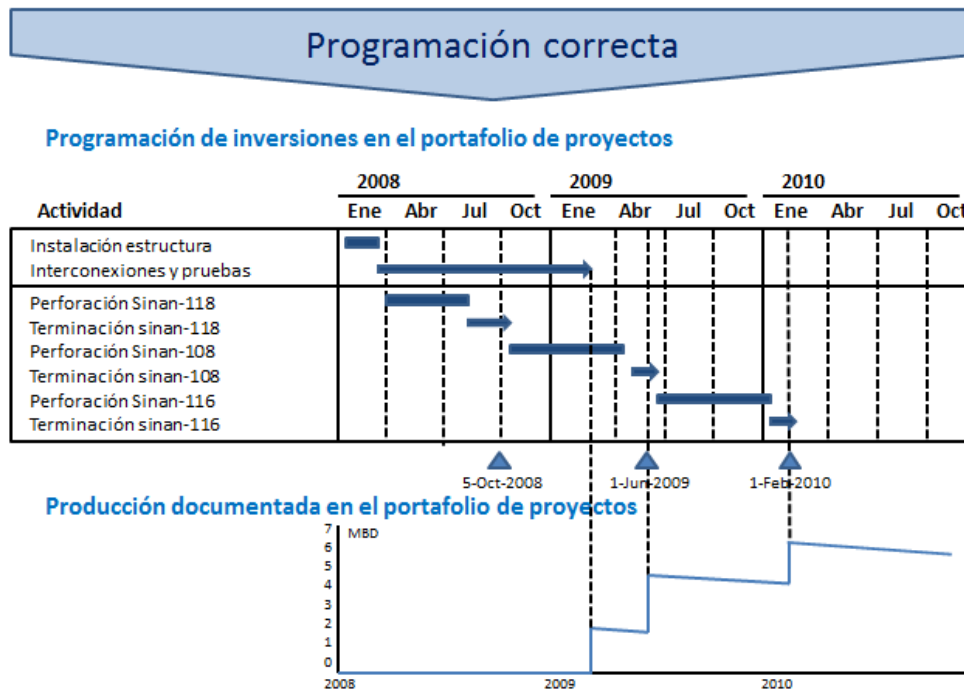 Programación correcta
Programación de inversiones en el portafolio de proyectos
2008 2009 2010
Actividad Ene Abr Jul Oct Ene Abr Jul Oct Ene Abr Jul Oct
Instalación estructura
Interconexiones y pruebas
Perforación Sinan-118
Terminación sinan-118
Perforación Sinan-108
Terminación sinan-108
Perforación Sinan-116
Terminación sinan-116
5-Oct-2008 1-Jun-2009 1-Feb-2010
Producción documentada en el portafolio de proyectos
7 MBD
6
5
4
3
2
1
0
2008 2009 2010